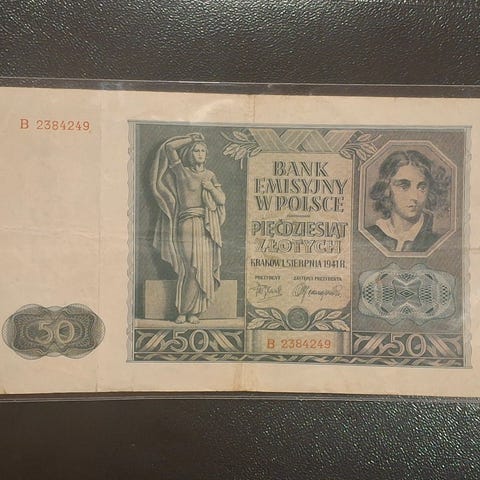 B 2384249
BANK
EMISYJNY
W POLSCE
PIĘĆDZIESIĄT
ZŁOTYCH
KRAKÓW 1. SIERPNIA 1941 R.
PREZYDENT ZASTĘPCA PREZYDENTA
50
50
B 2384249
50